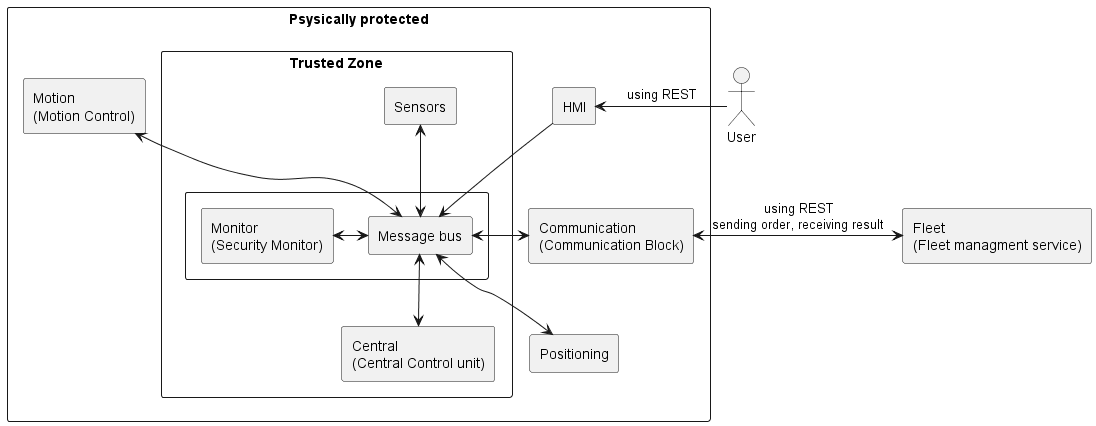 Psysically protected
Trusted Zone
Motion
(Motion Control)
Sensors
HMI
using REST
User
Monitor
(Security Monitor)
Message bus
Communication
(Communication Block)
using REST
sending order, receiving result
Fleet
(Fleet managment service)
Central
(Central Control unit)
Positioning